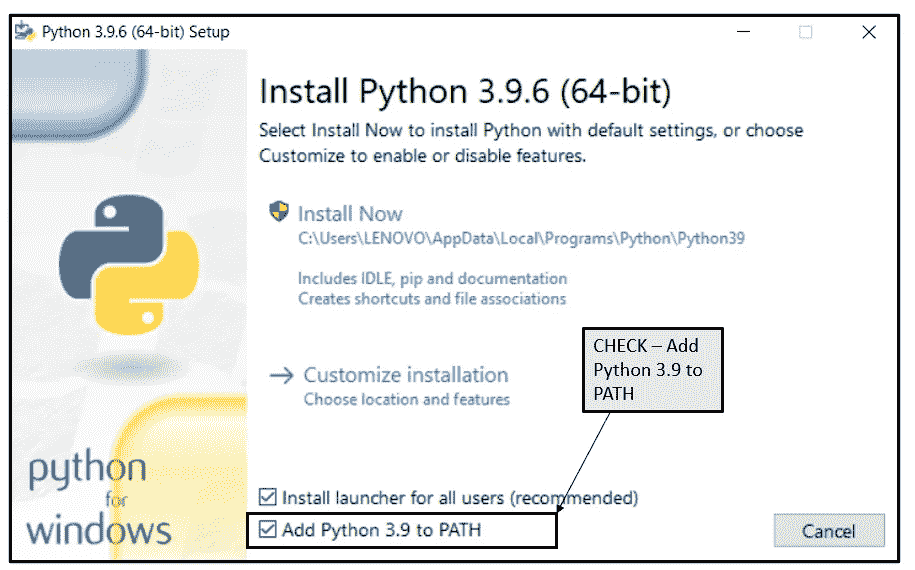 Python 3.9.6 (64-bit) Setup
Install Python 3.9.6 (64-bit)
Select Install Now to install Python with default settings, or choose
Customize to enable or disable features.
Install Now
C:\Users\LENOVO\AppData\Local\Programs\Python\Python39
Includes IDLE, pip and documentation
Creates shortcuts and file associations
CHECK – Add
Python 3.9 to
PATH
Customize installation
Choose location and features
python
for
windows
Install launcher for all users (recommended)
Add Python 3.9 to PATH
Cancel